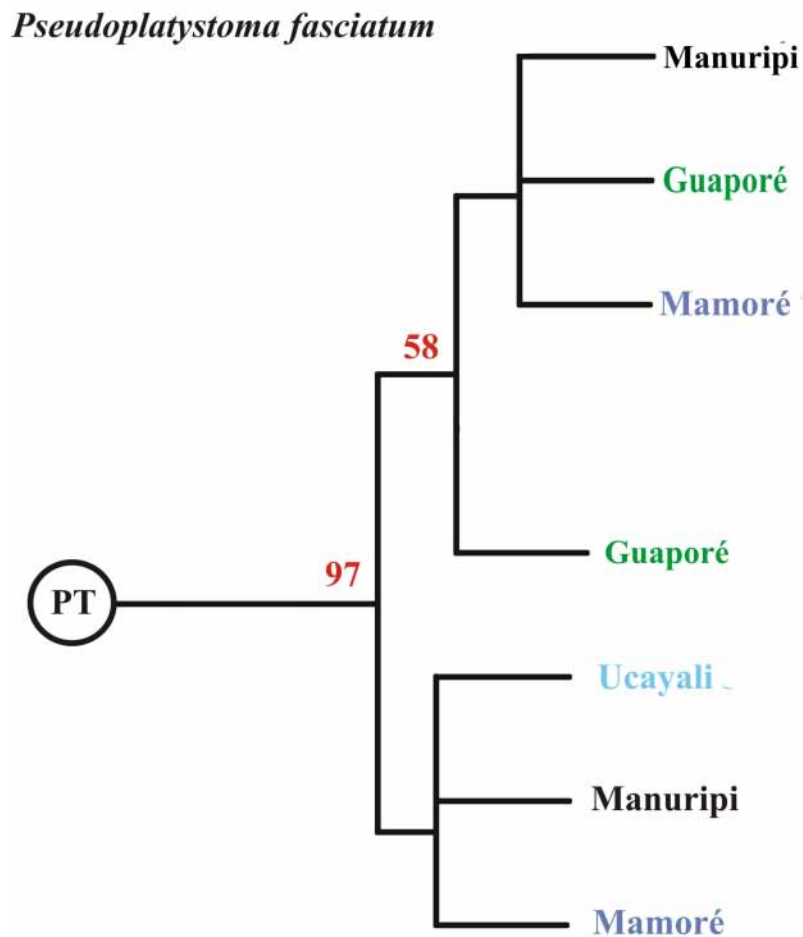 Pseudoplatystoma fasciatum
Manuripi
Guaporé
Mamoré
58
Guaporé
97
PT
Ucayali
Manuripi
Mamoré